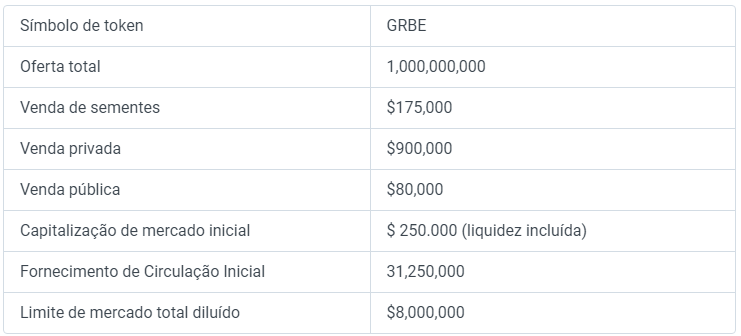 Símbolo de token GRBE
Oferta total 1,000,000,000
Venda de sementes $175,000
Venda privada $900,000
Venda pública $80,000
Capitalização de mercado inicial $ 250.000 (liquidez incluída)
Fornecimento de Circulação Inicial 31,250,000
Limite de mercado total diluído $8,000,000